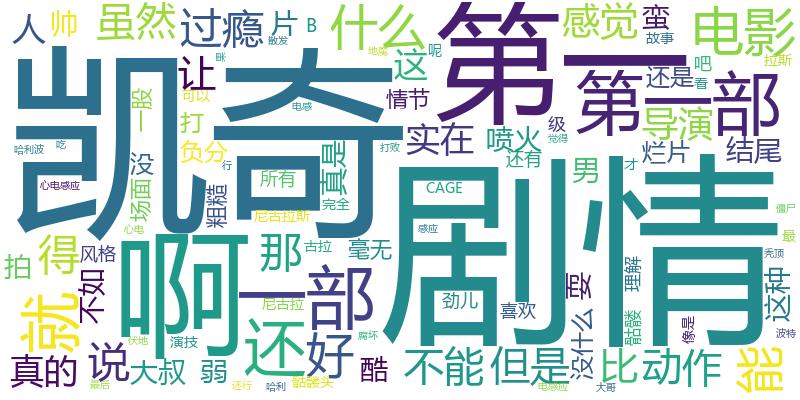 凯奇
剧情
第一
第一部
啊
一部
电影
什么
过瘾
虽然
感觉
人
帅
片
B
散发
地魔
呢
故事
蛮
拉斯
让
这
还是
吧
看
可以
电感
情节
导演
一股
打
实在
喷火
级
觉得
烂片
结尾
哈利波
吃
没
负分
真是
打败
还有
男
才
场面
粗糙
行
所有
CAGE
心电感应
尼古拉斯
完全
僵尸
心电
得
那
古拉
感应
最
拍
风格
毫无
秃顶
不如
劲儿
喜欢
耍
理解
这种
就
还
尼古拉
骷髅
像是
波特
伏地
演技
好
腐坏
没什么
真的
说
大叔
弱
酷
不能
但是
比
动作
能
最后
还行
哈利
骷髅头
电感应
大哥